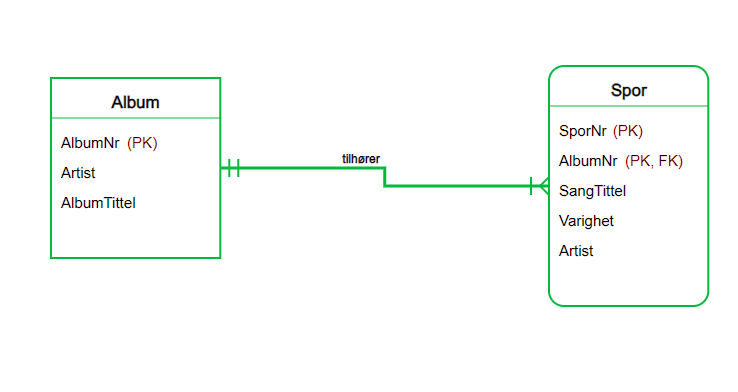 Album
AlbumNr (PK)
Artist
AlbumTittel
tilhører
Spor
SporNr (PK)
AlbumNr (PK, FK)
SangTittel
Varighet
Artist